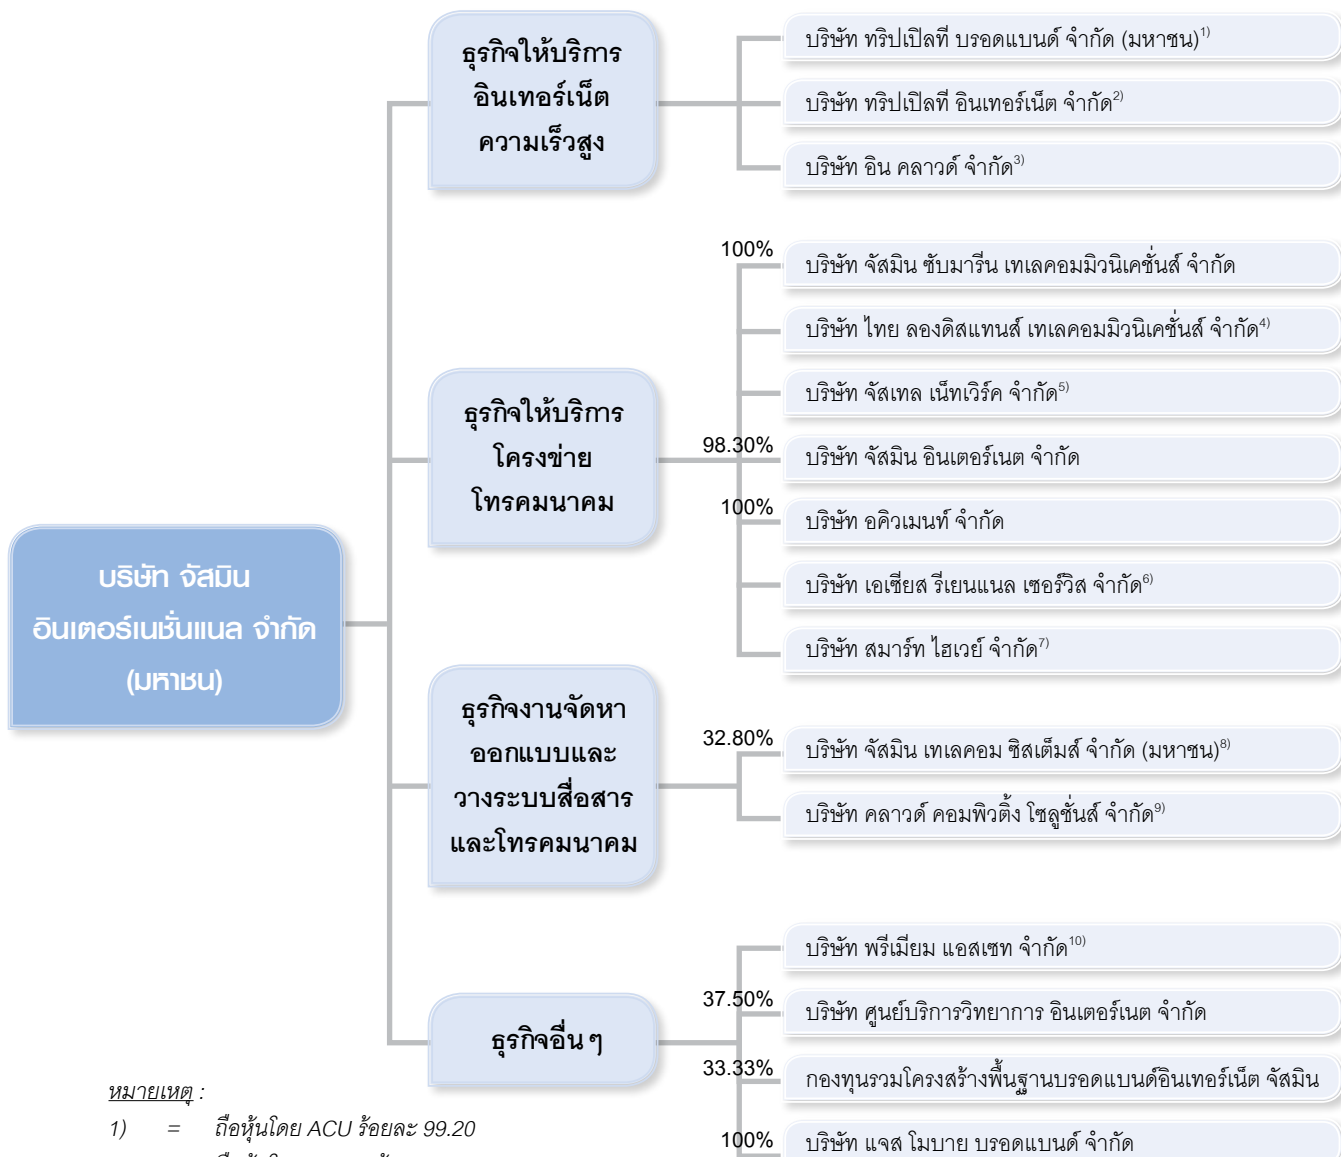 ธุรกิจให้บริการ
อินเทอร์เน็ต
ความเร็วสูง
บริษัท ทริปเปิลที บรอดแบนด์ จำกัด (มหาชน)1)
บริษัท ทริปเปิลที อินเทอร์เน็ต จำกัด2)
บริษัท อิน คลาวด์ จำกัด3)
ธุรกิจให้บริการ
โครงข่าย
โทรคมนาคม
100%
บริษัท จัสมิน ซับมารีน เทเลคอมมิวนิเคชั่นส์ จำกัด
บริษัท ไทย ลองดิสแทนส์ เทเลคอมมิวนิเคชั่นส์ จำกัด4)
บริษัท จัสเทล เน็ทเวิร์ค จำกัด5)
98.30%
บริษัท จัสมิน อินเตอร์เนต จำกัด
100%
บริษัท อคิวเมนท์ จำกัด
บริษัท เอเซียส รีเยนแนล เซอร์วิส จำกัด6)
บริษัท สมาร์ท ไฮเวย์ จำกัด7)
บริษัท จัสมิน
อินเตอร์เนชั่นแนล จำกัด
(มหาชน)
ธุรกิจงานจัดหา
ออกแบบและ
วางระบบสื่อสาร
และโทรคมนาคม
32.80%
บริษัท จัสมิน เทเลคอม ซิสเต็มส์ จำกัด (มหาชน)8)
บริษัท คลาวด์ คอมพิวติ้ง โซลูชั่นส์ จำกัด9)
ธุรกิจอื่น ๆ
บริษัท พรีเมียม แอสเซท จำกัด10)
37.50%
บริษัท ศูนย์บริการวิทยาการ อินเตอร์เนต จำกัด
33.33%
กองทุนรวมโครงสร้างพื้นฐานบรอดแบนด์อินเทอร์เน็ต จัสมิน
100%
บริษัท แจส โมบาย บรอดแบนด์ จำกัด
หมายเหตุ :
1) = ถือหุ้นโดย ACU ร้อยละ 99.20